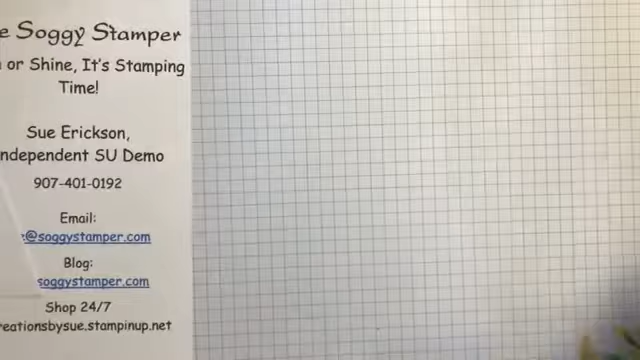 e Soggy Stamper
or Shine, It's Stamping
Time!
Sue Erickson,
ndependent SU Demo
907-401-0192
Email:
@soggystamper.com
Blog:
soggystamper.com
Shop 24/7
reationsbysue.stampinup.net